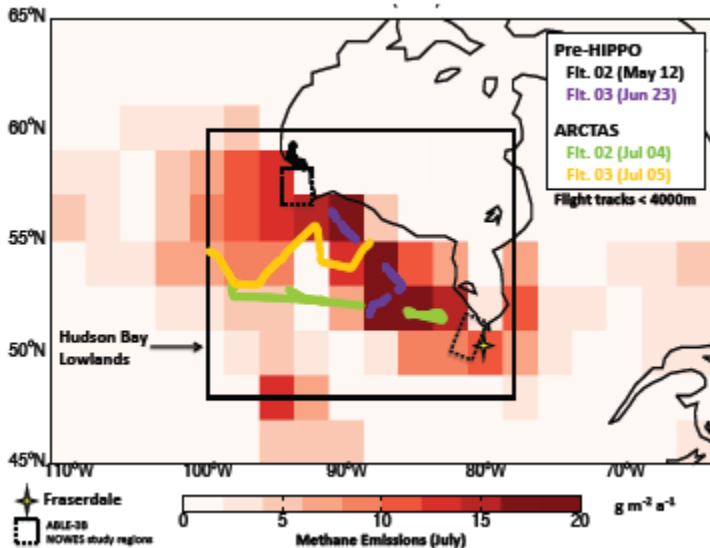 65°N
60°N
55°N
50°N
45°N
110°W
100°W
90°W
80°W
70°W
Pre-HIPPO
Flt. 02 (May 12)
Flt. 03 (Jun 23)
ARCTAS
Flt. 02 (Jul 04)
Flt. 03 (Jul 05)
Flight tracks < 4000m
Hudson Bay
Lowlands
Fraserdale
ABLE-3B
NOWES study regions
0 5 10 15 20
g m⁻² a⁻¹
Methane Emissions (July)